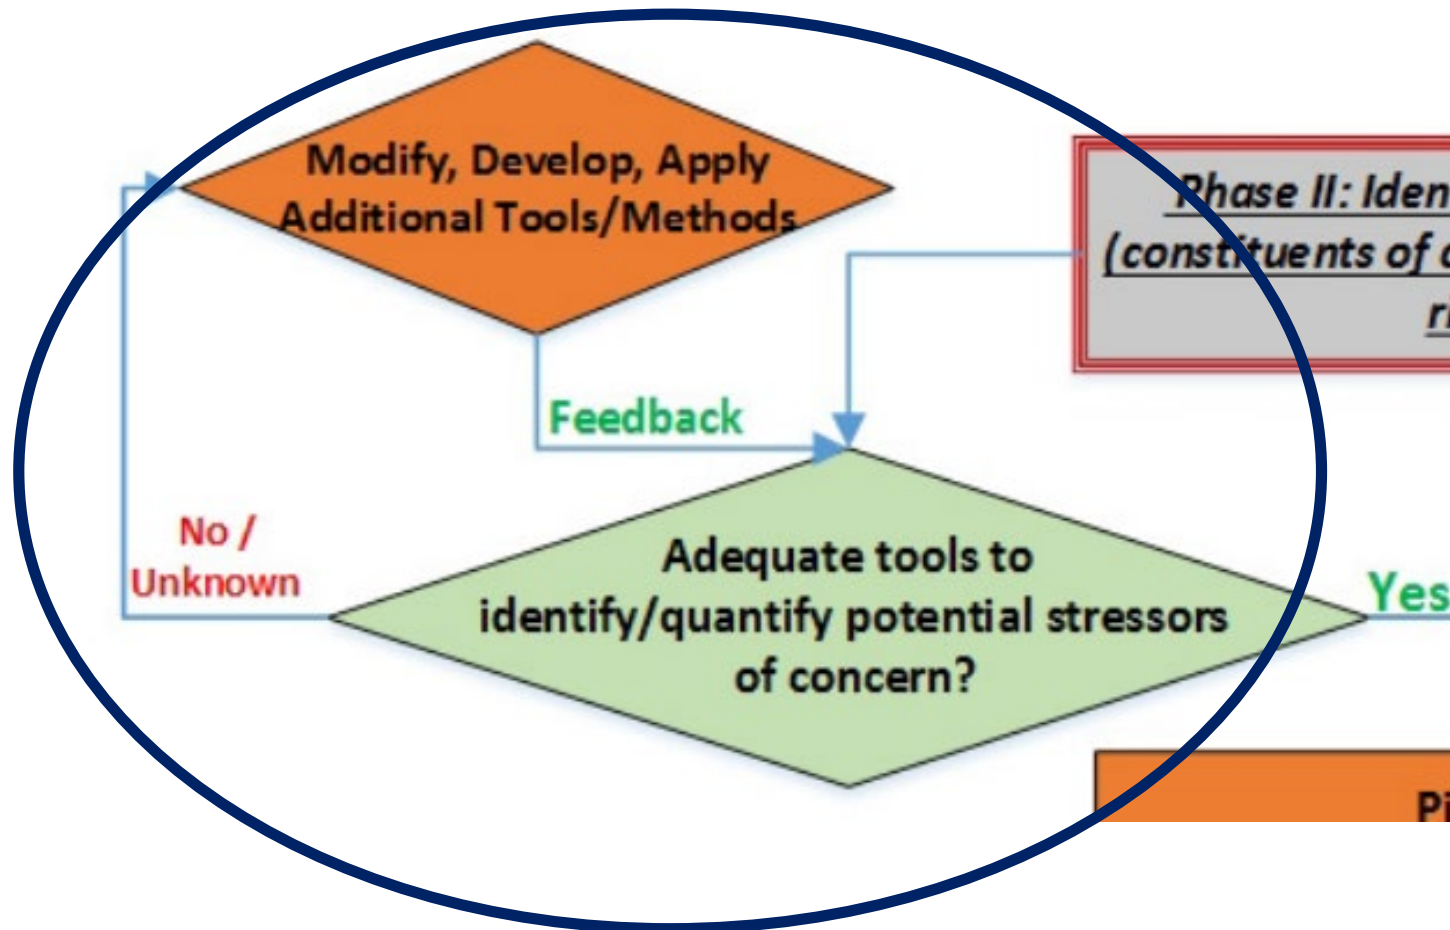 Modify, Develop, Apply
Additional Tools/Methods
Phase II:
(constituents of
Feedback
No /
Unknown
Adequate tools to
identify/quantify potential stressors
of concern?
Yes